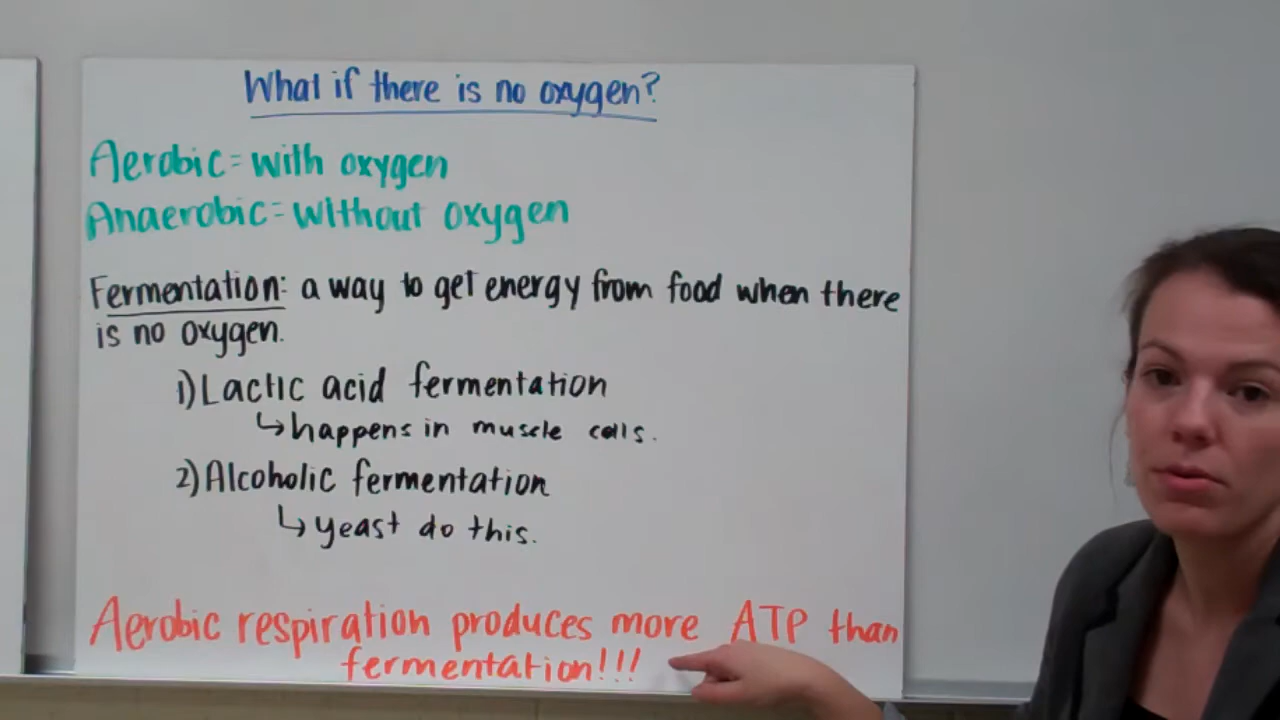 What if there is no oxygen?
Aerobic = with oxygen
Anaerobic = without oxygen
Fermentation: a way to get energy from food when there
is no oxygen.
1) Lactic acid fermentation
↳ happens in muscle cells.
2) Alcoholic fermentation
↳ yeast do this.
Aerobic respiration produces more ATP than
fermentation!!!